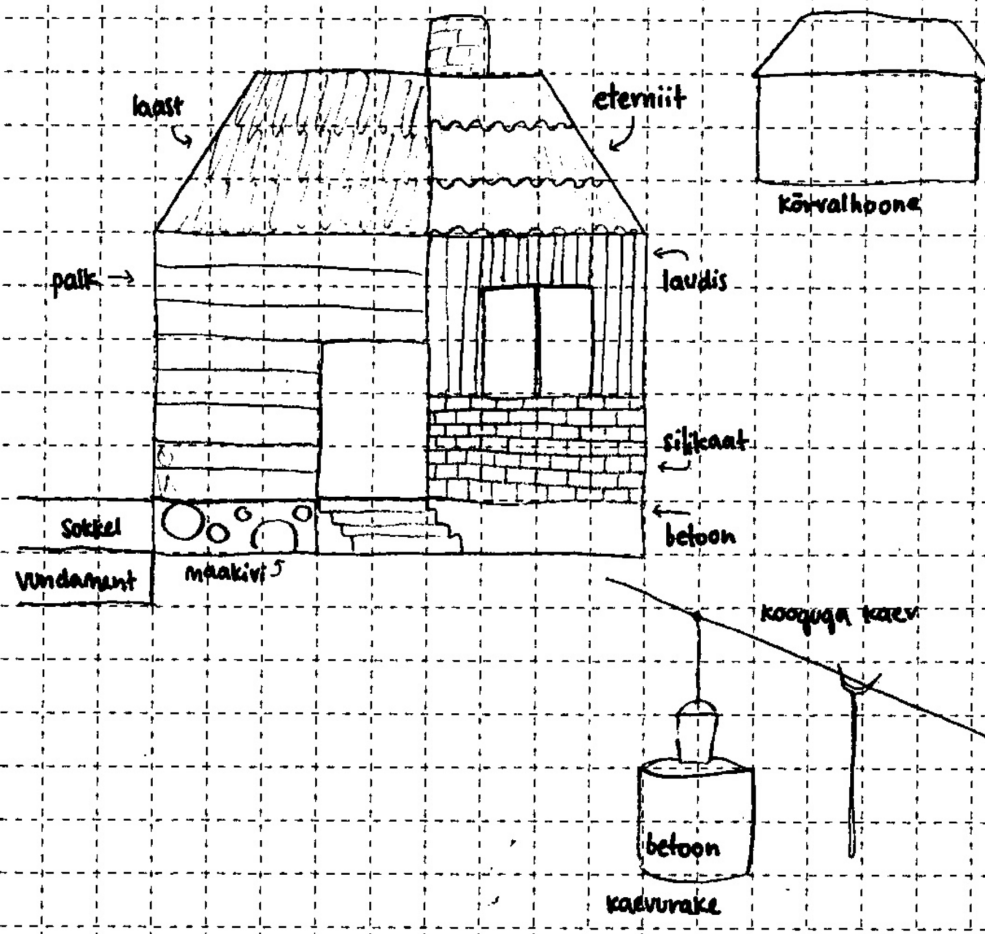 laast
eterniit
kõrvalhoone
palk
laudis
silikaat
sokkel
betoon
vundament
maakivi
kooguga kaev
betoon
kaevurake